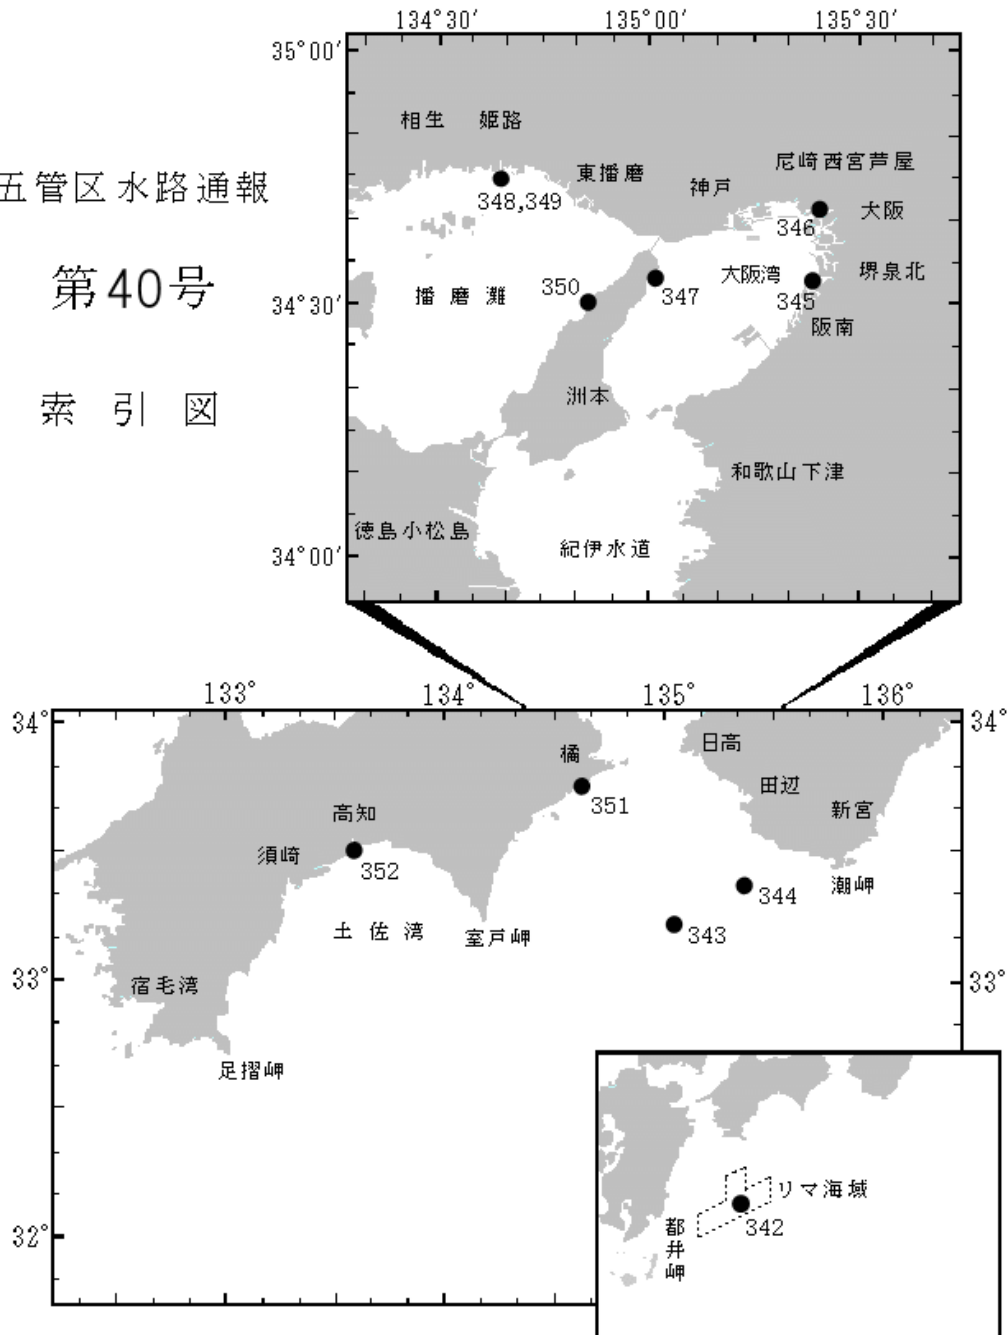 134°30′
135°00′
135°30′
35°00′
相生
姫路
尼崎西宮芦屋
五管区水路通報
東播磨
神戸
348,349
大阪
346
第40号
350
播磨灘
大阪湾
堺泉北
34°30′
347
345
阪南
索引図
洲本
和歌山下津
徳島小松島
紀伊水道
34°00′
133°
134°
135°
136°
34°
34°
橘
日高
田辺
351
新宮
高知
須崎
352
344
潮岬
土佐湾
室戸岬
343
33°
33°
宿毛湾
足摺岬
リマ海域
342
都井岬
32°